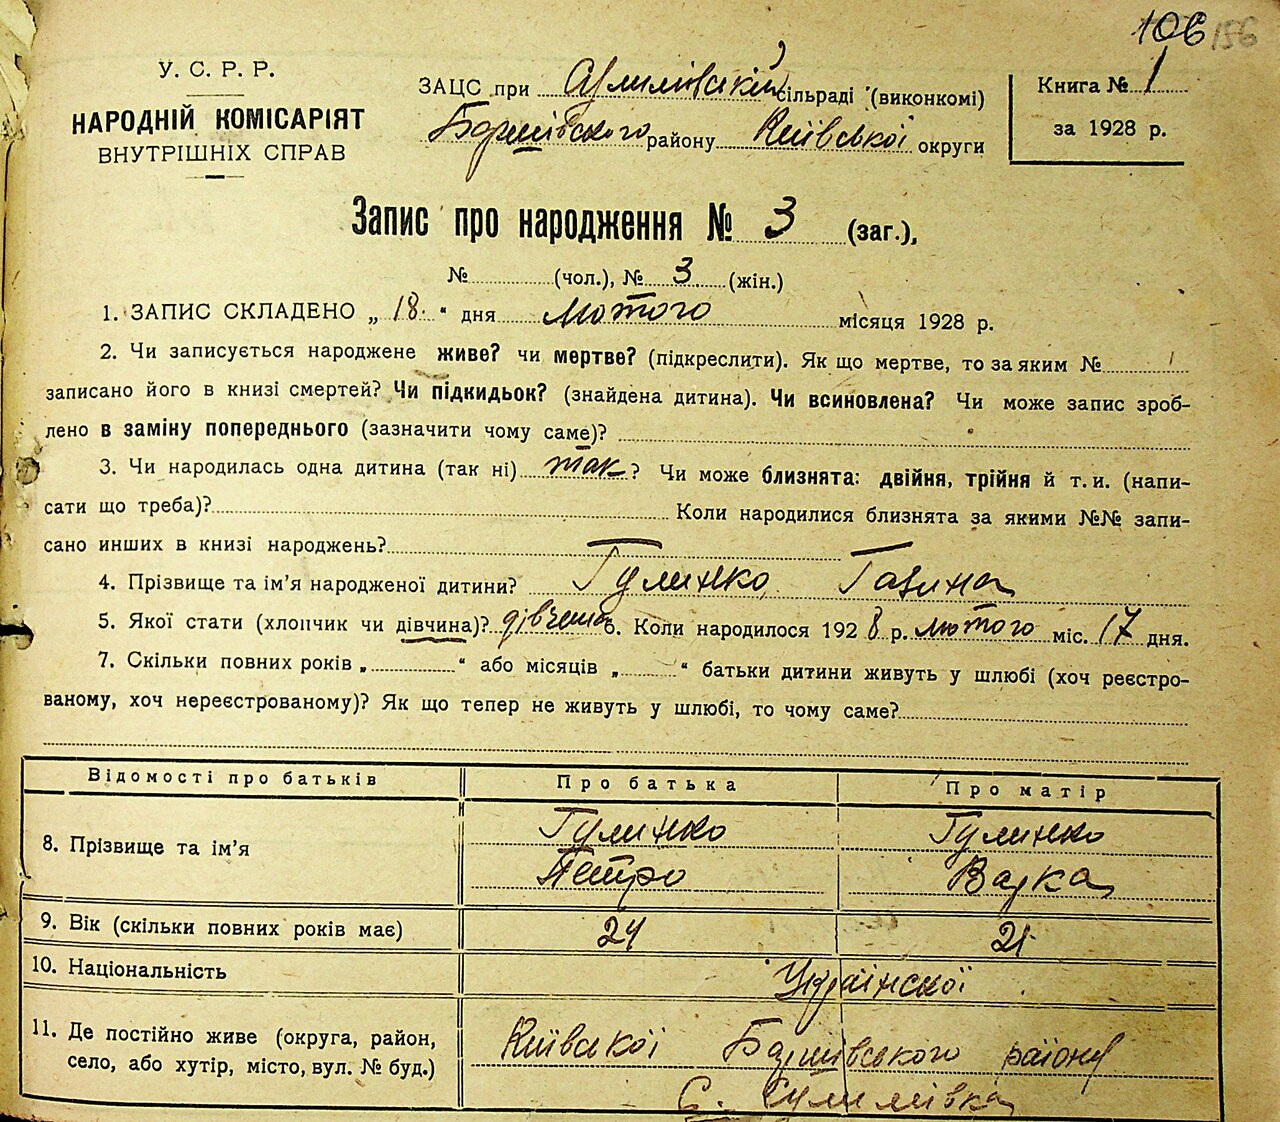 106 156
У. С. Р. Р.
НАРОДНІЙ КОМІСАРІЯТ
ВНУТРІШНІХ СПРАВ
ЗАЦС при Сулимівській сільраді (виконкомі)
Боришівського району Київської округи
Книга № 1
за 1928 р.
Запис про народження № 3 (заг.),
№ (чол.), № 3 (жін.)
1. ЗАПИС СКЛАДЕНО „ 18 “ дня лютого місяця 1928 р.
2. Чи записується народжене живе? чи мертве? (підкреслити). Як що мертве, то за яким №
записано його в книзі смертей? Чи підкидьок? (знайдена дитина). Чи всиновлена? Чи може запис зроб-
лено в заміну попереднього (зазначити чому саме)?
3. Чи народилась одна дитина (так ні) так? Чи може близнята: двійня, трійня й т. и. (напи-
сати що треба)? Коли народилися близнята за якими №№ запи-
сано инших в книзі народжень?
4. Прізвище та ім’я народженої дитини? Гулинко Галина
5. Якої стати (хлопчик чи дівчина)? дівчина 6. Коли народилося 1928 р. лютого міс. 17 дня.
7. Скільки повних років „ “ або місяців „ “ батьки дитини живуть у шлюбі (хоч реєстро-
ваному, хоч нереєстрованому)? Як що тепер не живуть у шлюбі, то чому саме?
Відомості про батьків Про батька Про матір
8. Прізвище та ім’я
Гулинко Гулинко
Петро
9. Вік (скільки повних років має) 24 21
10. Національність Украінскої
11. Де постійно живе (округа, район,
село, або хутір, місто, вул. № буд.)
Київської Боришівського району
С. Сулимівка